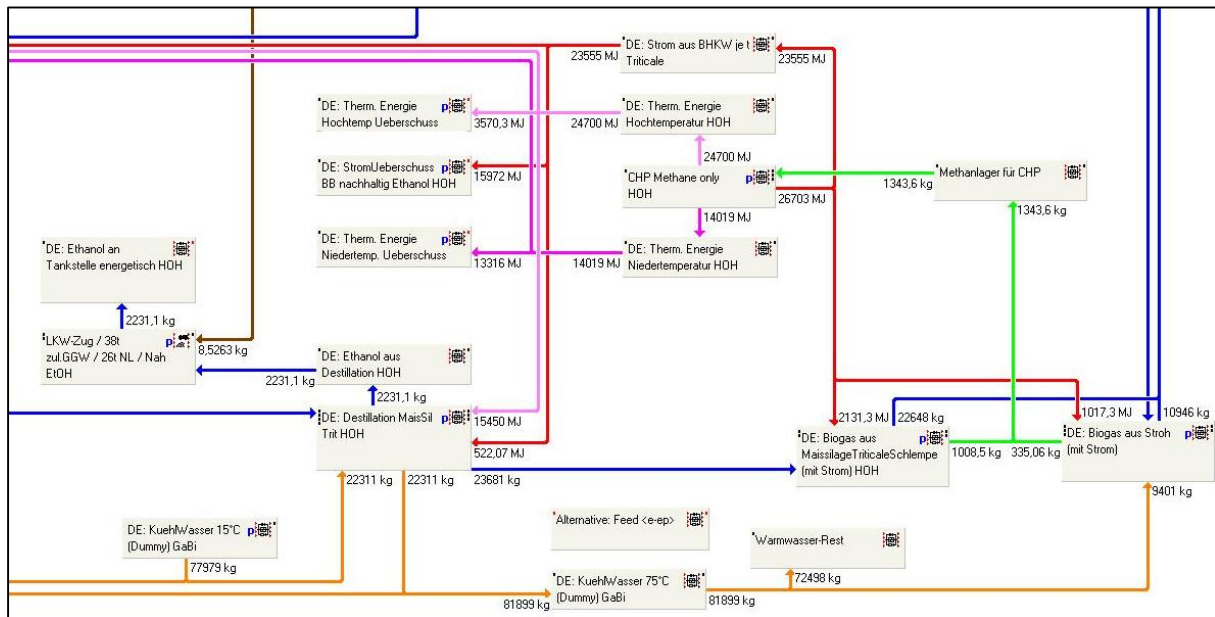 DE: Strom aus BHKW je t
Triticale
23555 MJ
23555 MJ
DE: Therm. Energie
Hochtemp Ueberschuss
p
3570,3 MJ
24700 MJ
DE: Therm. Energie
Hochtemperatur HOH
24700 MJ
DE: StromUeberschuss
BB nachhaltig Ethanol HOH
15972 MJ
CHP Methane only
HOH
p
26703 MJ
14019 MJ
1343,6 kg
Methanlager für CHP
1343,6 kg
DE: Therm. Energie
Niedertemp. Ueberschuss
p
13316 MJ
14019 MJ
DE: Therm. Energie
Niedertemperatur HOH
DE: Ethanol an
Tankstelle energetisch HOH
2231,1 kg
LKW-Zug / 38t
zul.GGW / 26t NL / Nah
EtOH
p
8,5263 kg
2231,1 kg
DE: Ethanol aus
Destillation HOH
2231,1 kg
DE: Destillation MaisSil
Trit HOH
p
15450 MJ
522,07 MJ
22311 kg
22311 kg
23681 kg
2131,3 MJ
22648 kg
DE: Biogas aus
MaissilageTriticaleSchlempe
(mit Strom) HOH
p
1008,5 kg
335,06 kg
1017,3 MJ
10946 kg
DE: Biogas aus Stroh
(mit Strom)
p
9401 kg
DE: KuehlWasser 15°C
(Dummy) GaBi
p
77979 kg
Alternative: Feed <e-ep>
Warmwasser-Rest
72498 kg
81899 kg
DE: KuehlWasser 75°C
(Dummy) GaBi
81899 kg